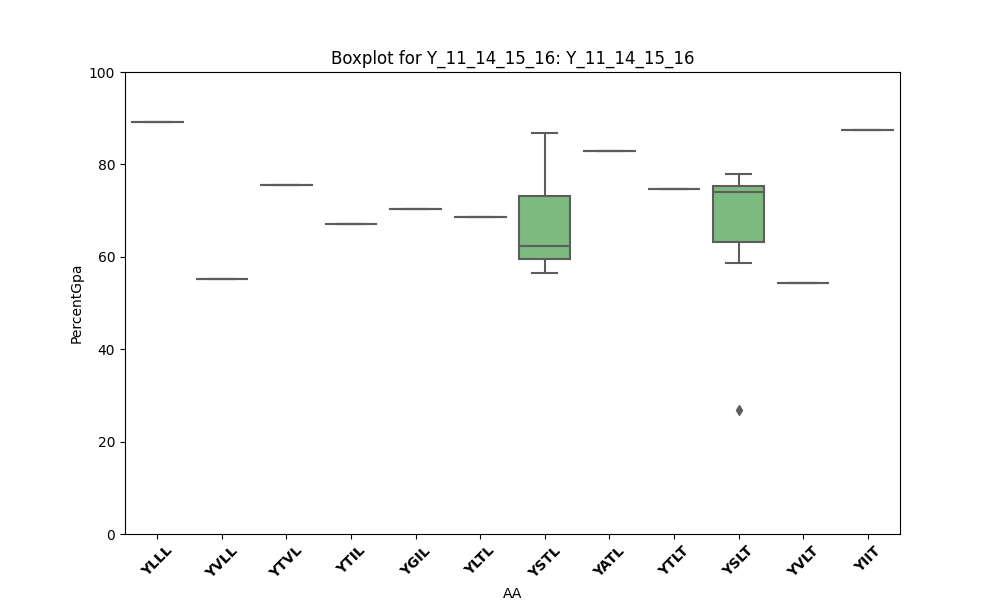 Boxplot for Y_11_14_15_16: Y_11_14_15_16
100
80
60
40
20
0
PercentGpa
YLLL
YVLL
YTVL
YTIL
YGIL
YLTL
YSTL
YATL
YTLT
YSLT
YVLT
YIIT
AA